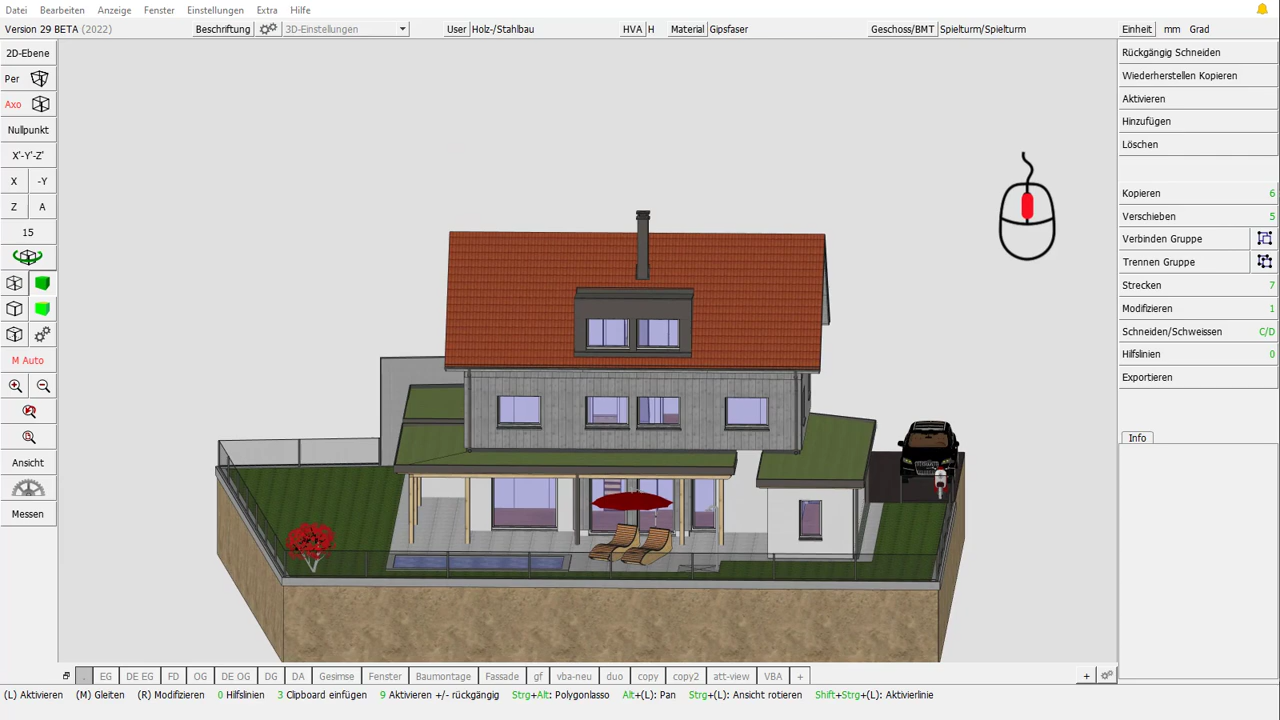 Datei Bearbeiten Anzeige Fenster Einstellungen Extra Hilfe
Version 29 BETA (2022) Beschriftung 3D-Einstellungen User Holz-/Stahlbau HVA H Material Gipsfaser Geschoss/BMT Spielturm/Spielturm Einheit mm Grad
2D-Ebene
Per
Axo
Nullpunkt
X'-Y'-Z'
X -Y
Z A
15
M Auto
Ansicht
Messen
Rückgängig Schneiden
Wiederherstellen Kopieren
Aktivieren
Hinzufügen
Löschen
Kopieren 6
Verschieben 5
Verbinden Gruppe
Trennen Gruppe
Strecken 7
Modifizieren 1
Schneiden/Schweissen C/D
Hilfslinien 0
Exportieren
Info
. EG DE EG FD OG DE OG DG DA Gesimse Fenster Baumontage Fassade gf vba-neu duo copy copy2 att-view VBA + +
(L) Aktivieren (M) Gleiten (R) Modifizieren 0 Hilfslinien 3 Clipboard einfügen 9 Aktivieren +/- rückgängig Strg+Alt: Polygonlasso Alt+(L): Pan Strg+(L): Ansicht rotieren Shift+Strg+(L): Aktivierlinie